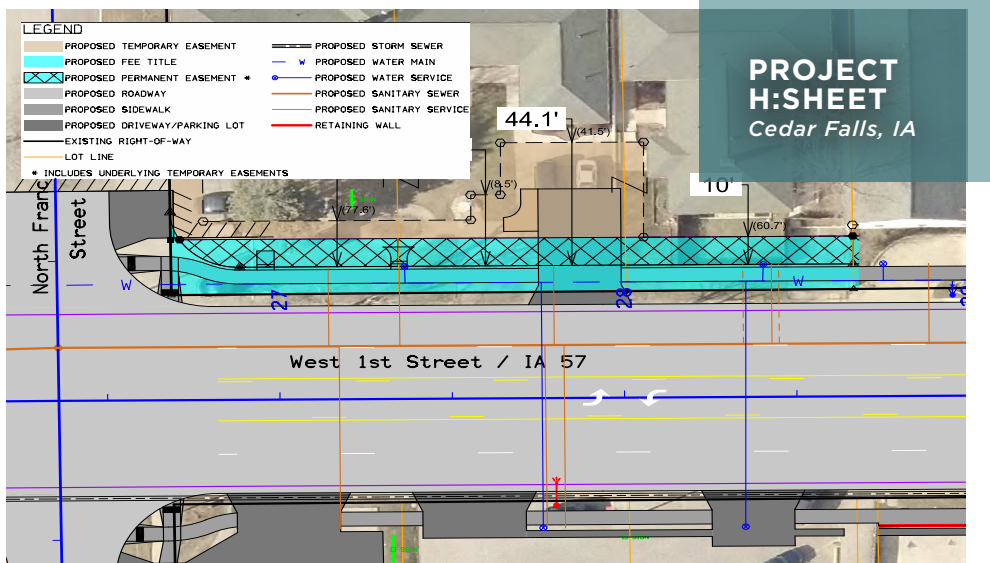 LEGEND
PROPOSED TEMPORARY EASEMENT
PROPOSED FEE TITLE
PROPOSED PERMANENT EASEMENT *
PROPOSED ROADWAY
PROPOSED SIDEWALK
PROPOSED DRIVEWAY/PARKING LOT
EXISTING RIGHT-OF-WAY
LOT LINE
* INCLUDES UNDERLYING TEMPORARY EASEMENTS
PROPOSED STORM SEWER
W PROPOSED WATER MAIN
PROPOSED WATER SERVICE
PROPOSED SANITARY SEWER
PROPOSED SANITARY SERVICE
RETAINING WALL
PROJECT
H:SHEET
Cedar Falls, IA
44.1'
(41.5')
(8.5')
10'
(77.6')
(60.7')
North Franc
Street
W
27
W
West 1st Street / IA 57